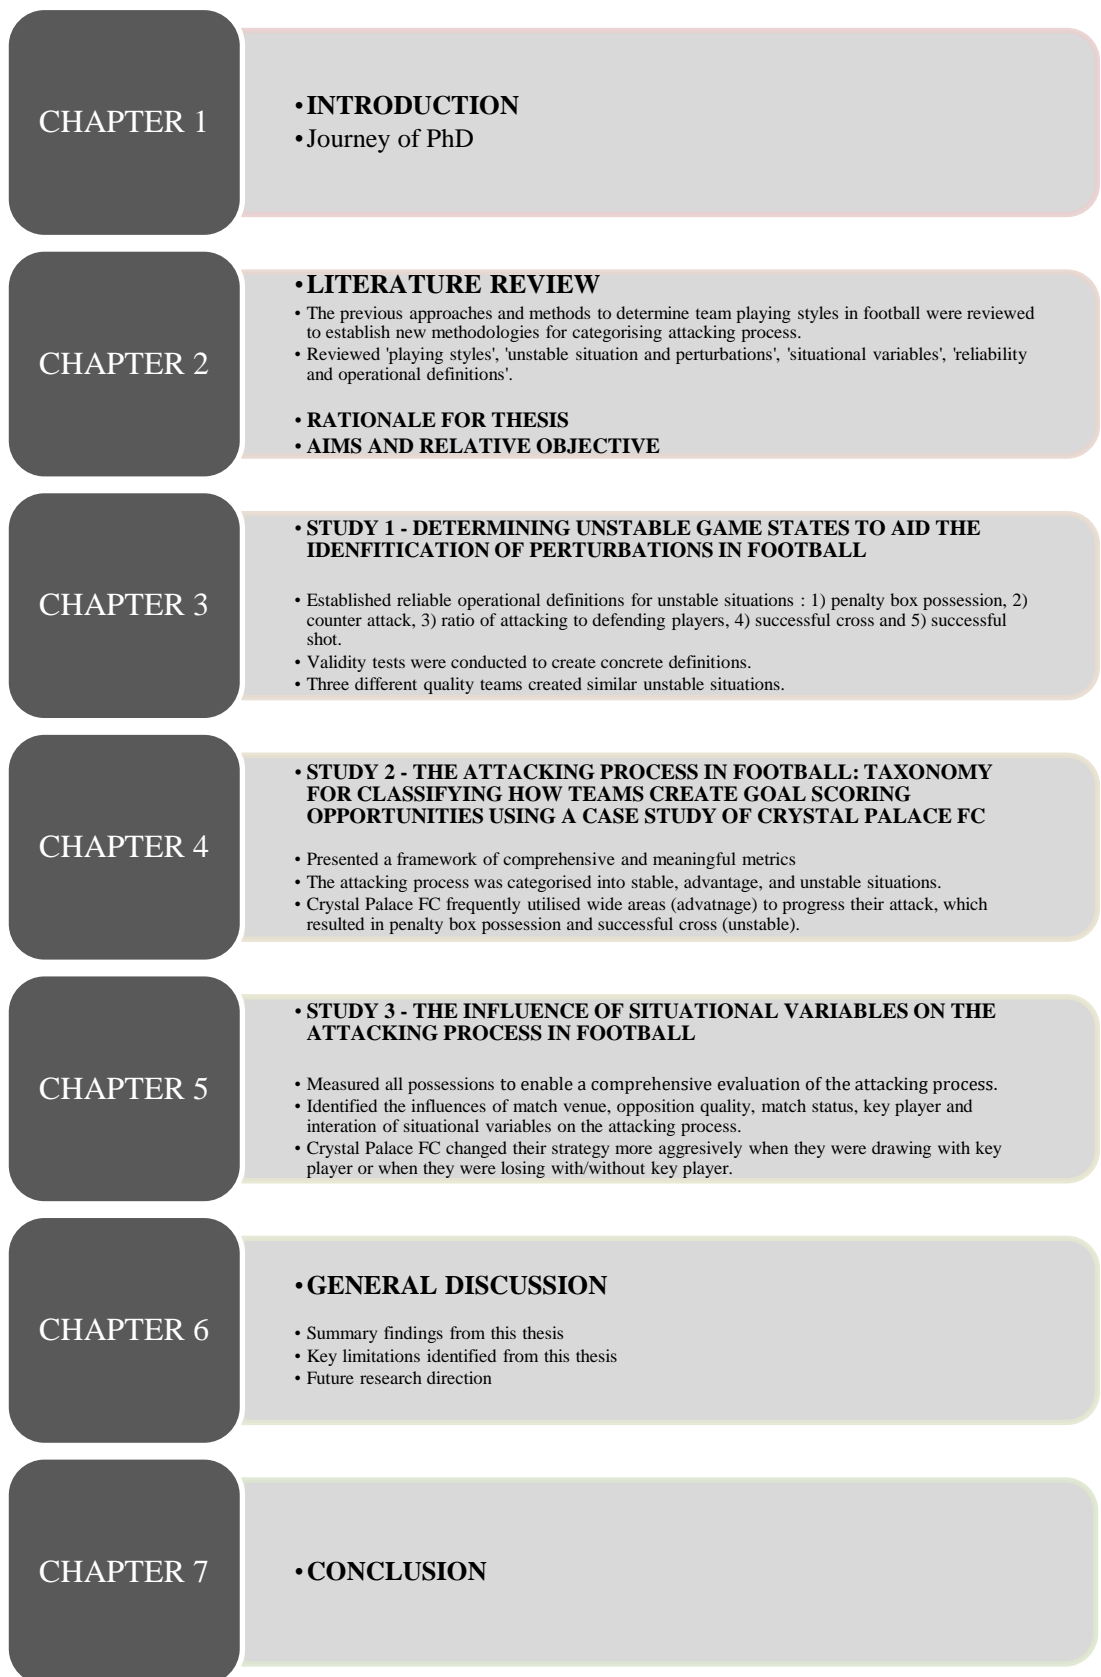 CHAPTER 1
•INTRODUCTION
•Journey of PhD
CHAPTER 2
•LITERATURE REVIEW
• The previous approaches and methods to determine team playing styles in football were reviewed
to establish new methodologies for categorising attacking process.
• Reviewed 'playing styles', 'unstable situation and perturbations', 'situational variables', 'reliability
and operational definitions'.
• RATIONALE FOR THESIS
• AIMS AND RELATIVE OBJECTIVE
CHAPTER 3
• STUDY 1 - DETERMINING UNSTABLE GAME STATES TO AID THE
IDENFITICATION OF PERTURBATIONS IN FOOTBALL
• Established reliable operational definitions for unstable situations : 1) penalty box possession, 2)
counter attack, 3) ratio of attacking to defending players, 4) successful cross and 5) successful
shot.
• Validity tests were conducted to create concrete definitions.
• Three different quality teams created similar unstable situations.
CHAPTER 4
• STUDY 2 - THE ATTACKING PROCESS IN FOOTBALL: TAXONOMY
FOR CLASSIFYING HOW TEAMS CREATE GOAL SCORING
OPPORTUNITIES USING A CASE STUDY OF CRYSTAL PALACE FC
• Presented a framework of comprehensive and meaningful metrics
• The attacking process was categorised into stable, advantage, and unstable situations.
• Crystal Palace FC frequently utilised wide areas (advatnage) to progress their attack, which
resulted in penalty box possession and successful cross (unstable).
CHAPTER 5
• STUDY 3 - THE INFLUENCE OF SITUATIONAL VARIABLES ON THE
ATTACKING PROCESS IN FOOTBALL
• Measured all possessions to enable a comprehensive evaluation of the attacking process.
• Identified the influences of match venue, opposition quality, match status, key player and
interation of situational variables on the attacking process.
• Crystal Palace FC changed their strategy more aggresively when they were drawing with key
player or when they were losing with/without key player.
CHAPTER 6
•GENERAL DISCUSSION
• Summary findings from this thesis
• Key limitations identified from this thesis
• Future research direction
CHAPTER 7
•CONCLUSION